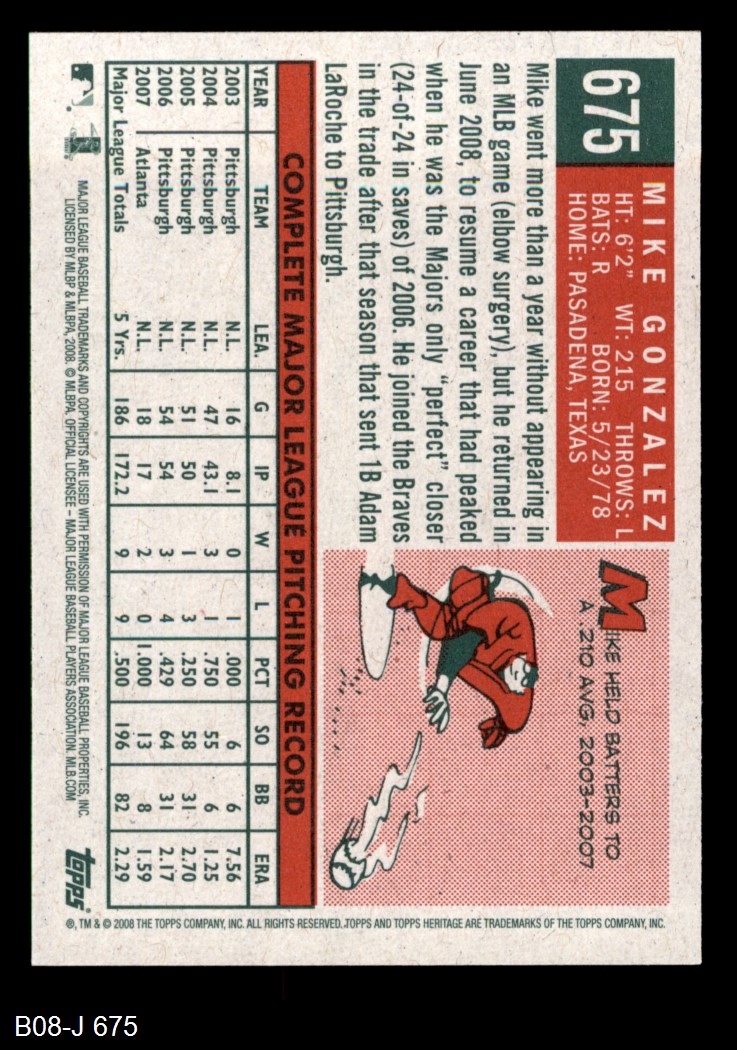 675
MIKE GONZALEZ
HT: 6'2" WT: 215 THROWS: L
BATS: R BORN: 5/23/78
HOME: PASADENA, TEXAS
Mike went more than a year without appearing in
an MLB game (elbow surgery), but he returned in
June 2008, to resume a career that had peaked
when he was the Majors only "perfect" closer
(24-of-24 in saves) of 2006. He joined the Braves
in the trade after that season that sent 1B Adam
LaRoche to Pittsburgh.
MIKE HELD BATTERS TO
A .210 AVG, 2003-2007
COMPLETE MAJOR LEAGUE PITCHING RECORD
YEAR TEAM LEA. G IP W L PCT SO BB ERA
2003 Pittsburgh N.L. 16 8.1 0 1 .000 6 6 7.56
2004 Pittsburgh N.L. 47 43.1 3 1 .750 55 6 1.25
2005 Pittsburgh N.L. 51 50 1 3 .250 58 31 2.70
2006 Pittsburgh N.L. 54 54 3 4 .429 64 31 2.17
2007 Atlanta N.L. 18 17 2 0 1.000 13 8 1.59
Major League Totals 5 Yrs. 186 172.2 9 9 .500 196 82 2.29
MAJOR LEAGUE BASEBALL TRADEMARKS AND COPYRIGHTS ARE USED WITH PERMISSION OF MAJOR LEAGUE BASEBALL PROPERTIES, INC.
LICENSED BY MLBP & MLBPA, 2008. © MLBPA, OFFICIAL LICENSEE – MAJOR LEAGUE BASEBALL PLAYERS ASSOCIATION. MLB.COM
topps®
®, TM & © 2008 THE TOPPS COMPANY, INC. ALL RIGHTS RESERVED. TOPPS AND TOPPS HERITAGE ARE TRADEMARKS OF THE TOPPS COMPANY, INC.
B08-J 675